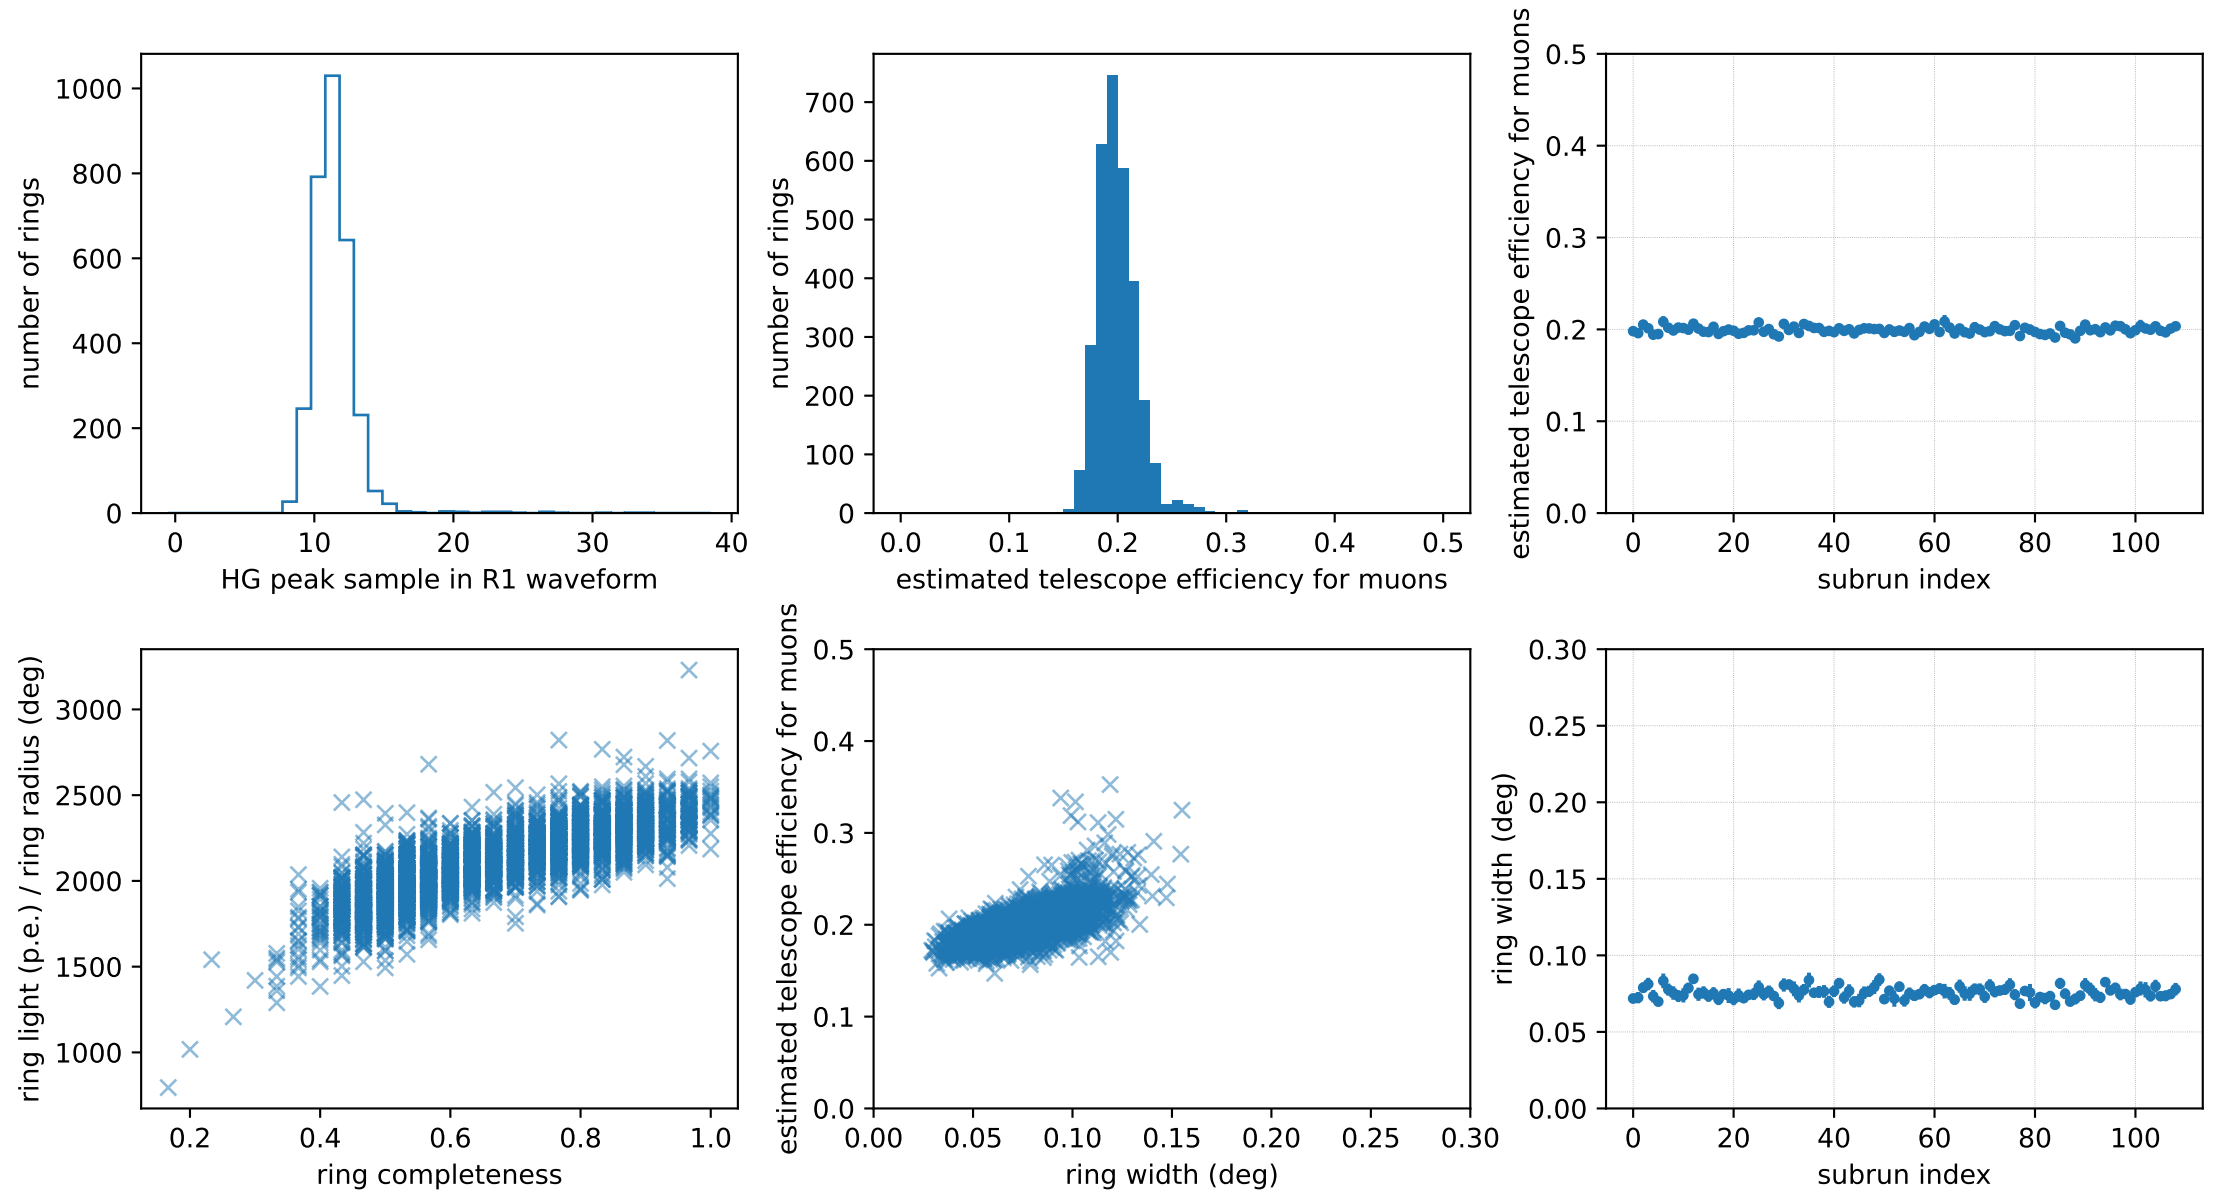 number of rings
1000
800
600
400
200
0
0 10 20 30 40
HG peak sample in R1 waveform
number of rings
700
600
500
400
300
200
100
0
0.0 0.1 0.2 0.3 0.4 0.5
estimated telescope efficiency for muons
estimated telescope efficiency for muons
0.5
0.4
0.3
0.2
0.1
0.0
0 20 40 60 80 100
subrun index
ring light (p.e.) / ring radius (deg)
3000
2500
2000
1500
1000
0.2 0.4 0.6 0.8 1.0
ring completeness
estimated telescope efficiency for muons
0.5
0.4
0.3
0.2
0.1
0.0
0.00 0.05 0.10 0.15 0.20 0.25 0.30
ring width (deg)
ring width (deg)
0.30
0.25
0.20
0.15
0.10
0.05
0.00
0 20 40 60 80 100
subrun index